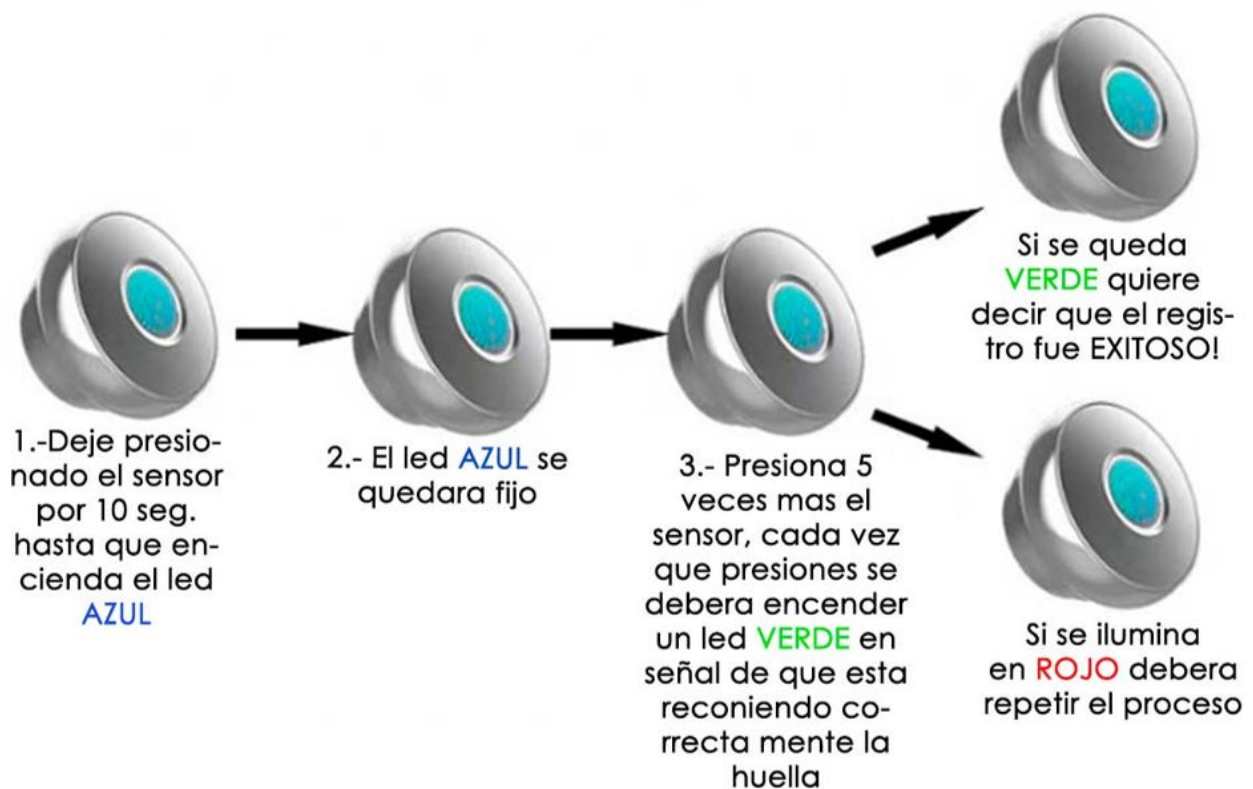 1.-Deje presio-
nado el sensor
por 10 seg.
hasta que en-
cienda el led
AZUL
2.- El led AZUL se
quedara fijo
3.- Presiona 5
veces mas el
sensor, cada vez
que presiones se
debera encender
un led VERDE en
señal de que esta
reconiendo co-
rrecta mente la
huella
Si se queda
VERDE quiere
decir que el regis-
tro fue EXITOSO!
Si se ilumina
en ROJO debera
repetir el proceso